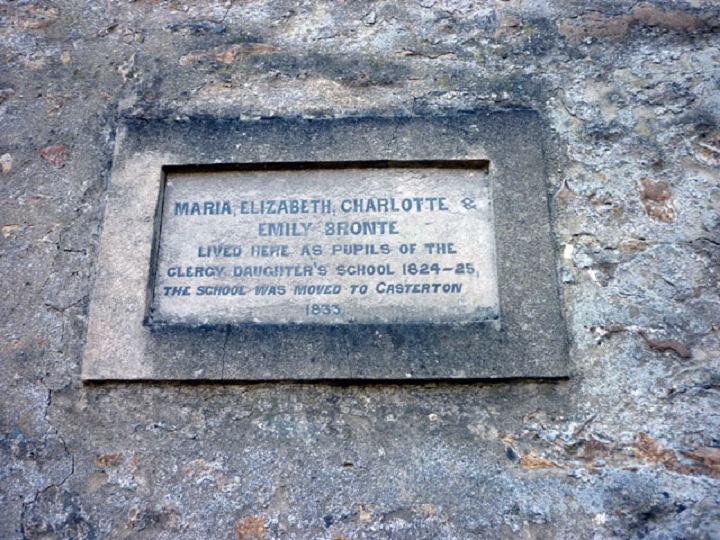 MARIA, ELIZABETH, CHARLOTTE &
EMILY BRONTE
LIVED HERE AS PUPILS OF THE
CLERGY DAUGHTER'S SCHOOL 1824-25,
THE SCHOOL WAS MOVED TO CASTERTON
1833